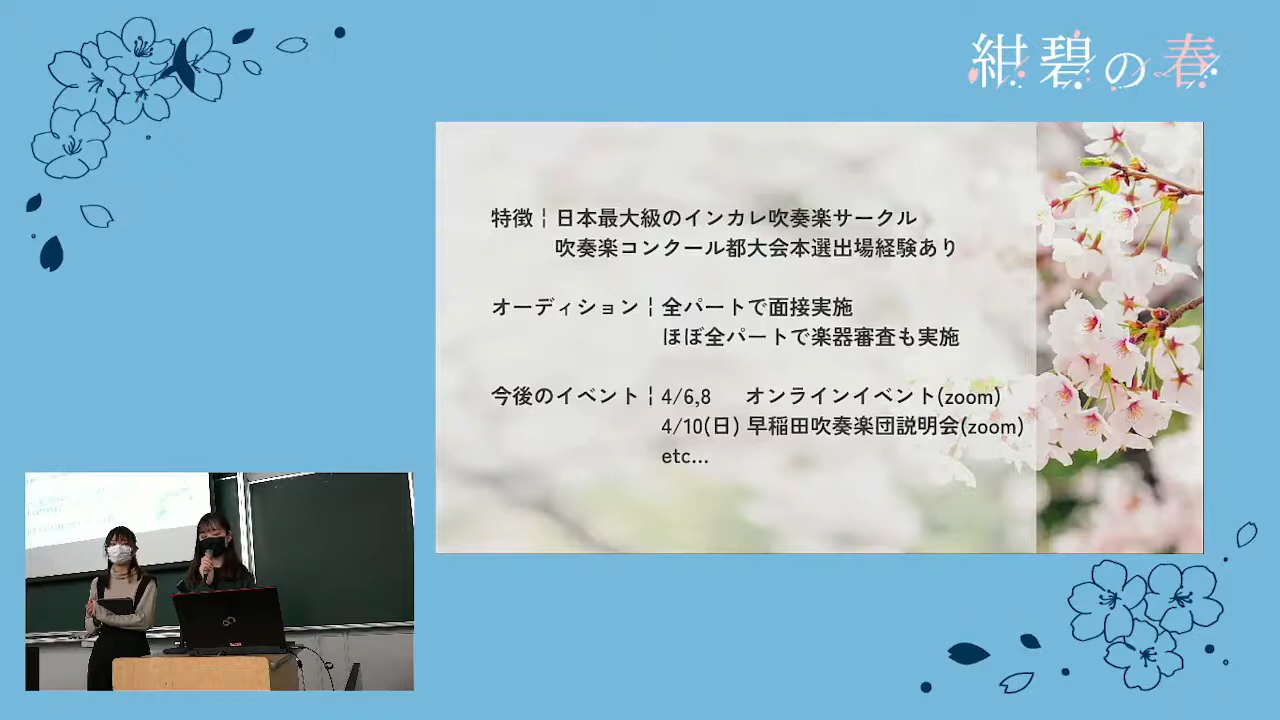 紺碧の春
特徴¦日本最大級のインカレ吹奏楽サークル
吹奏楽コンクール都大会本選出場経験あり
オーディション¦全パートで面接実施
ほぼ全パートで楽器審査も実施
今後のイベント¦4/6,8 オンラインイベント(zoom)
4/10(日) 早稲田吹奏楽団説明会(zoom)
etc...